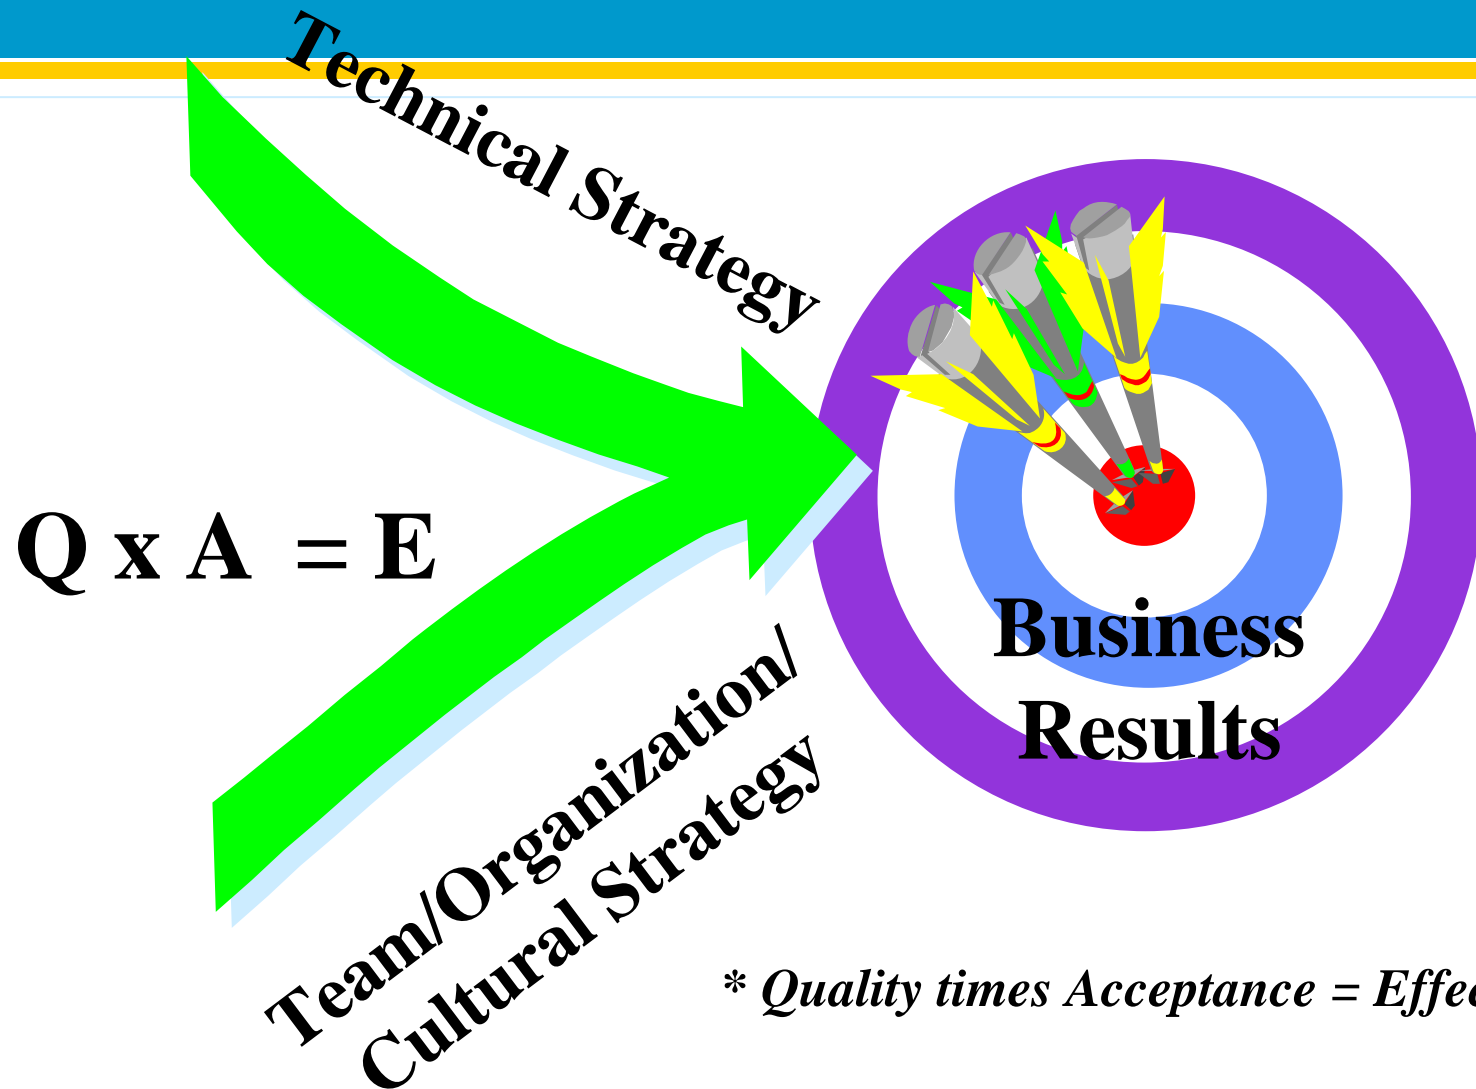 Technical Strategy
Q x A = E
Business
Results
Team/Organization/
Cultural Strategy
* Quality times Acceptance =